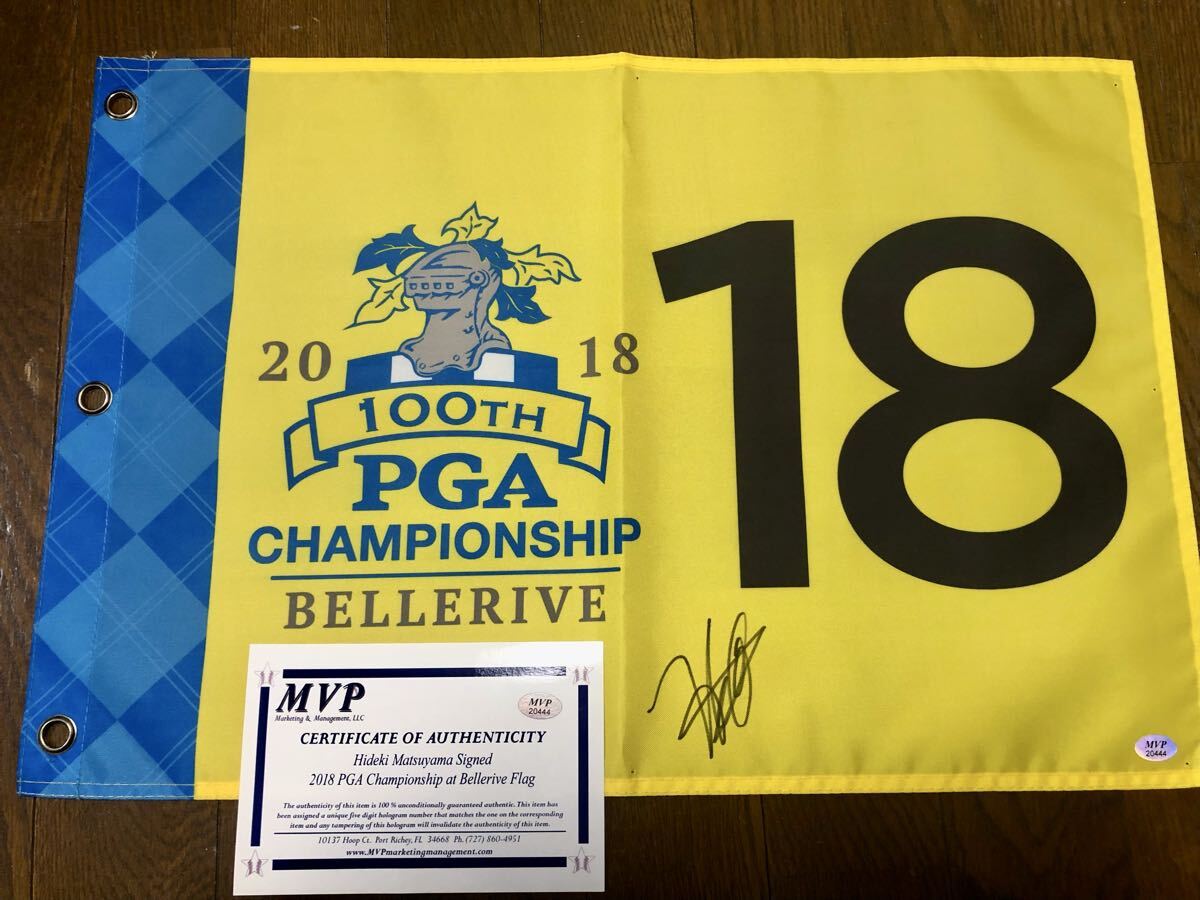 20 18
100TH
PGA
CHAMPIONSHIP
BELLERIVE
18
MVP
20444
MVP
Marketing & Management, LLC
MVP
20444
CERTIFICATE OF AUTHENTICITY
Hideki Matsuyama Signed
2018 PGA Championship at Bellerive Flag
The authenticity of this item is 100 % unconditionally guaranteed authentic. This item has
been assigned a unique five digit hologram number that matches the one on the corresponding
item and any tampering of this hologram will invalidate the authenticity of this item.
10137 Hoop Ct. Port Richey, FL 34668 Ph. (727) 860-4951
www.MVPmarketingmanagement.com